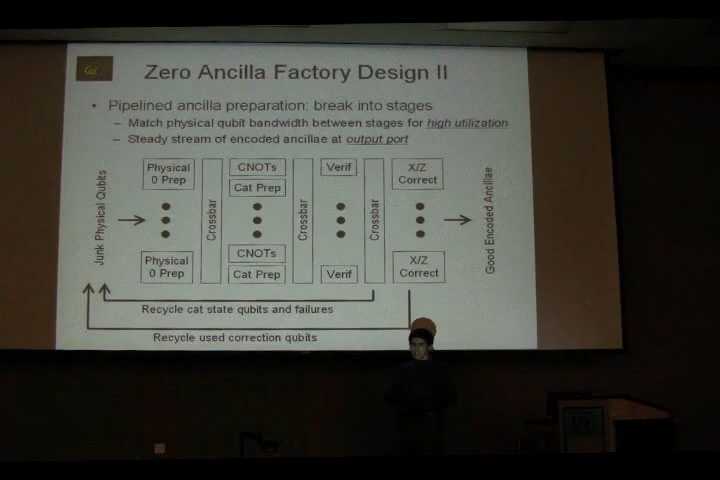 Zero Ancilla Factory Design II
• Pipelined ancilla preparation: break into stages
– Match physical qubit bandwidth between stages for high utilization
– Steady stream of encoded ancillae at output port
Junk Physical Qubits
Physical
0 Prep
Physical
0 Prep
Crossbar
CNOTs
Cat Prep
CNOTs
Cat Prep
Crossbar
Verif
Verif
Crossbar
X/Z
Correct
X/Z
Correct
Good Encoded Ancillae
Recycle cat state qubits and failures
Recycle used correction qubits